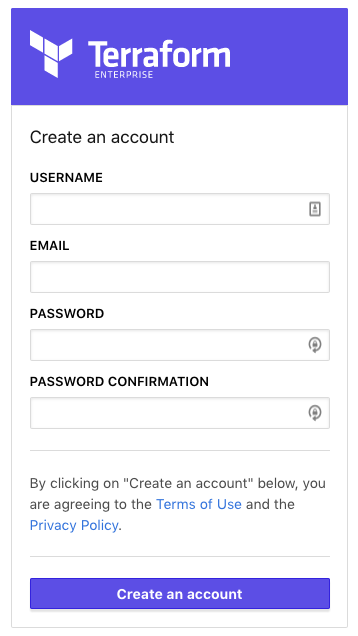 Terraform
ENTERPRISE
Create an account
USERNAME
EMAIL
PASSWORD
PASSWORD CONFIRMATION
By clicking on "Create an account" below, you
are agreeing to the Terms of Use and the
Privacy Policy.
Create an account